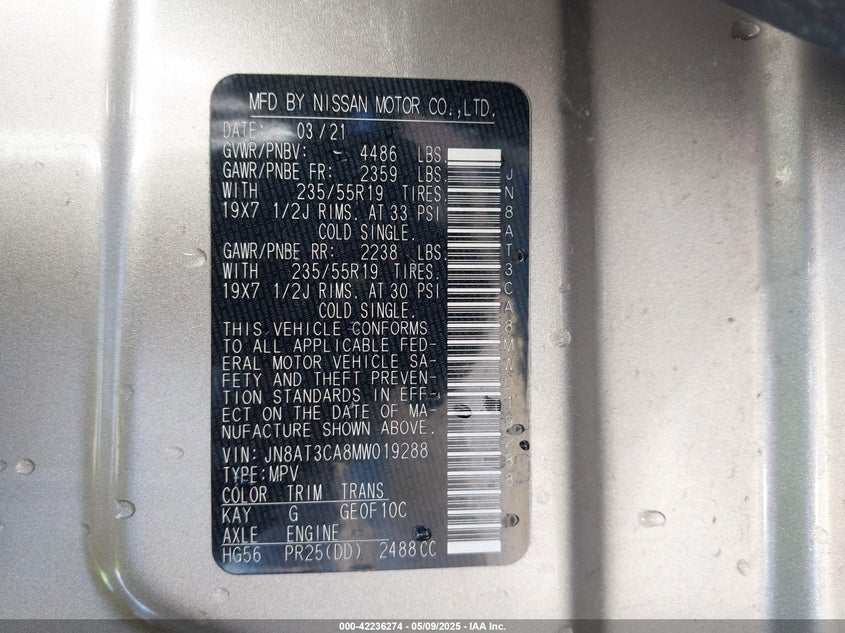 MFD BY NISSAN MOTOR CO.,LTD.
DATE: 03/21
GVWR/PNBV: 4486 LBS.
GAWR/PNBE FR: 2359 LBS.
WITH 235/55R19 TIRES.
19X7 1/2J RIMS. AT 33 PSI
COLD SINGLE.
GAWR/PNBE RR: 2238 LBS.
WITH 235/55R19 TIRES.
19X7 1/2J RIMS. AT 30 PSI
COLD SINGLE.
THIS VEHICLE CONFORMS
TO ALL APPLICABLE FED-
ERAL MOTOR VEHICLE SA-
FETY AND THEFT PREVEN-
TION STANDARDS IN EFF-
ECT ON THE DATE OF MA-
NUFACTURE SHOWN ABOVE.
VIN: JN8AT3CA8MW019288
TYPE:MPV
COLOR TRIM TRANS
KAY G GE0F10C
AXLE ENGINE
HG56 PR25(DD) 2488CC
JN8AT3CA8MW019288
000-42236274 - 05/09/2025 - IAA Inc.